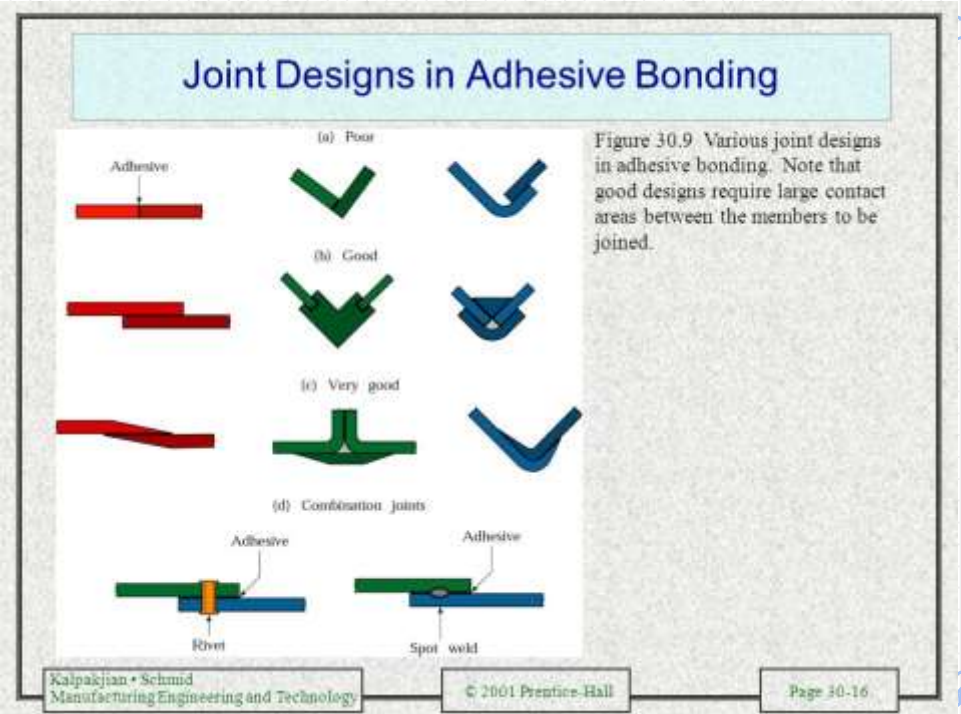 Joint Designs in Adhesive Bonding
(a) Poor
Adhesive
(b) Good
(c) Very good
(d) Combination joints
Adhesive
Adhesive
Rivet
Spot weld
Figure 30.9 Various joint designs
in adhesive bonding. Note that
good designs require large contact
areas between the members to be
joined.
Kalpakjian • Schmid
Manufacturing Engineering and Technology
© 2001 Prentice-Hall
Page 30-16